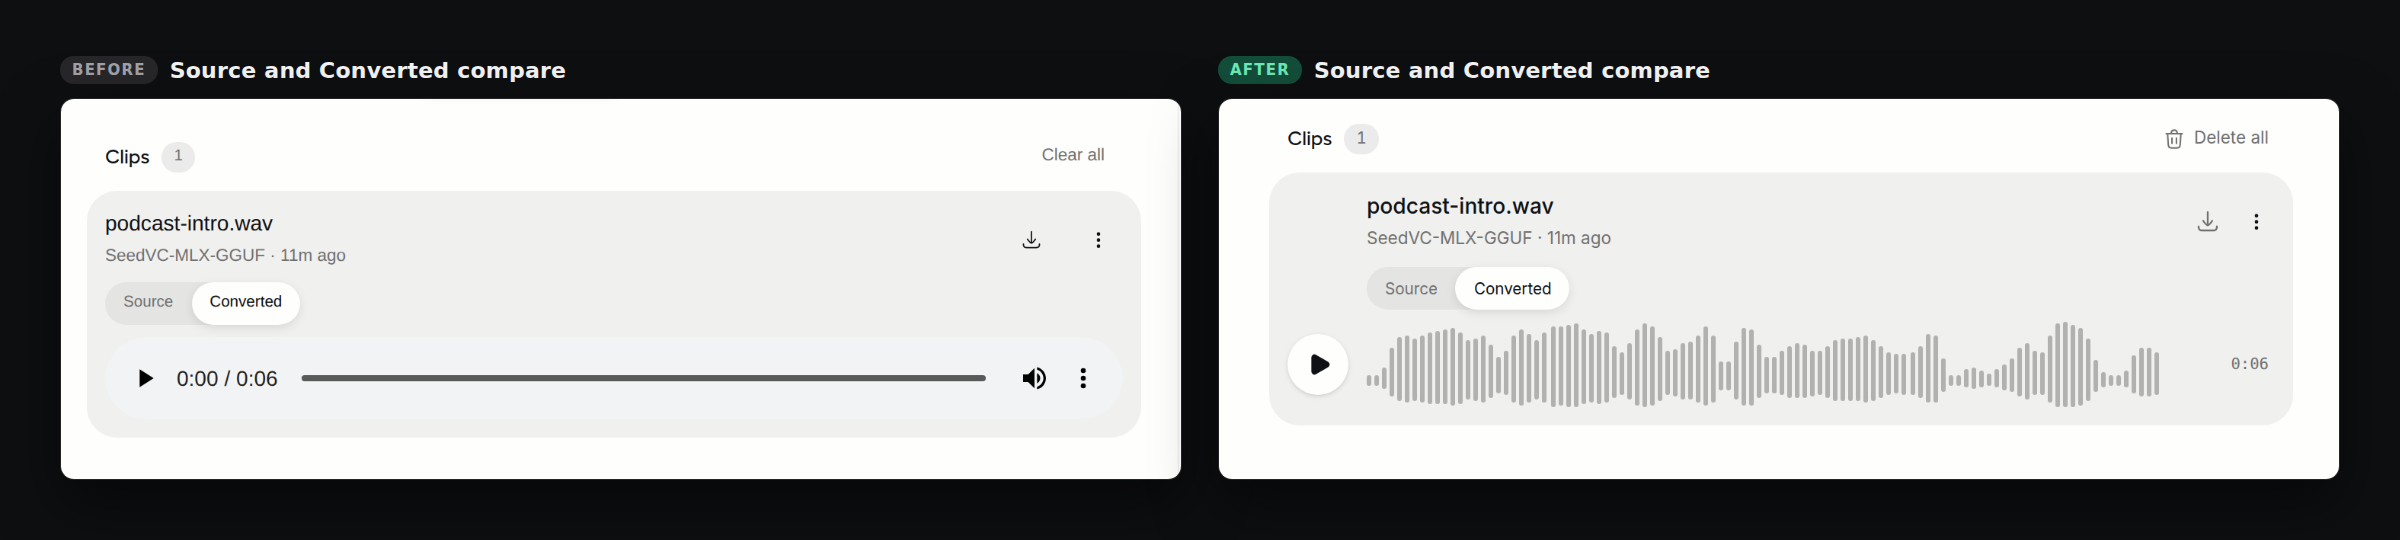 BEFORE Source and Converted compare
Clips 1 Clear all
podcast-intro.wav
SeedVC-MLX-GGUF · 11m ago
Source Converted
0:00 / 0:06
AFTER Source and Converted compare
Clips 1 Delete all
podcast-intro.wav
SeedVC-MLX-GGUF · 11m ago
Source Converted
0:06